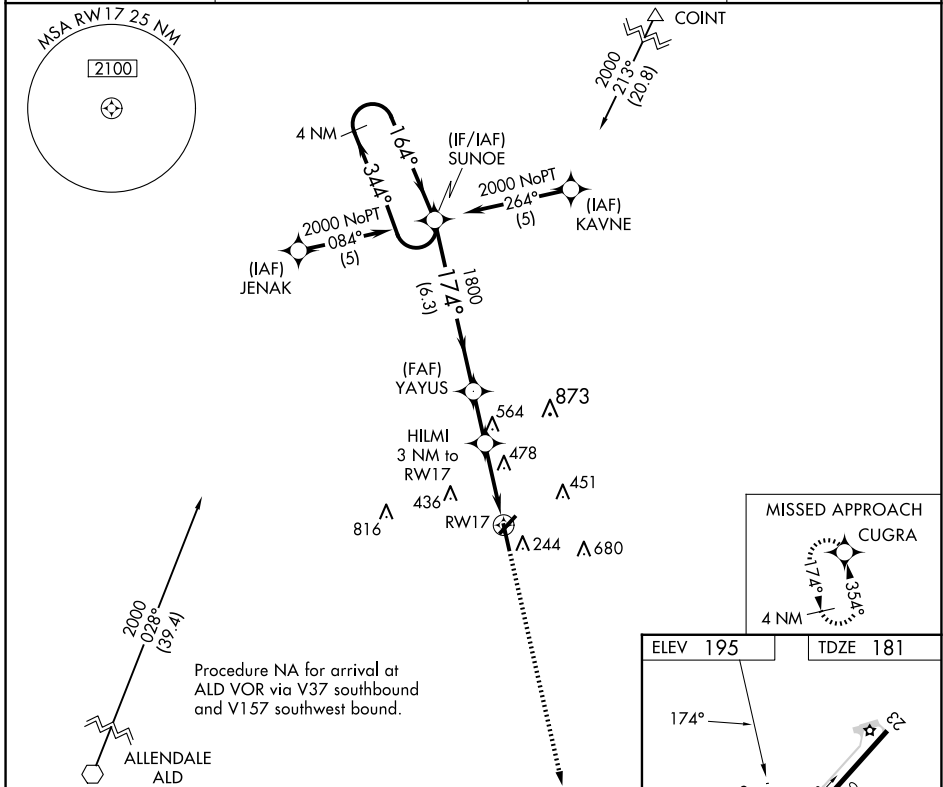 MSA RW17 25 NM
2100
COINT
2000
213°
(20.8)
4 NM
164°
344°
(IF/IAF)
SUNOE
2000 NoPT
264°
(5)
(IAF)
KAVNE
2000 NoPT
084°
(5)
(IAF)
JENAK
1800
174°
(6.3)
(FAF)
YAYUS
564
873
HILMI
3 NM to
RW17
478
436
451
816
RW17
244
680
MISSED APPROACH
CUGRA
174°
354°
4 NM
2000
028°
(39.4)
Procedure NA for arrival at
ALD VOR via V37 southbound
and V157 southwest bound.
ALLENDALE
ALD
ELEV 195
TDZE 181
174°
23